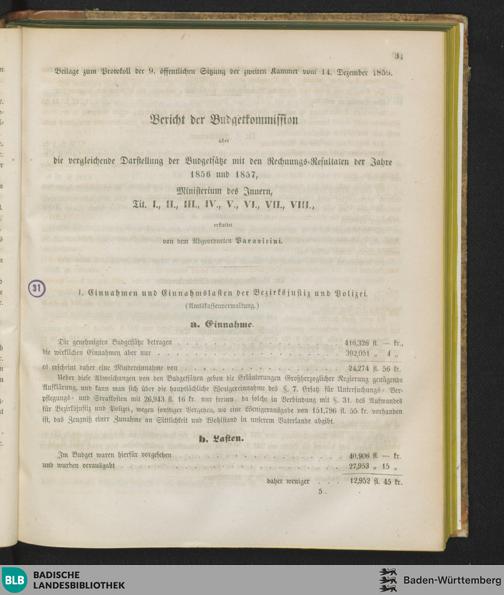 31
Beilage zum Protokoll der 9. öffentlichen Sitzung der zweiten Kammer vom 14. Dezember 1859.
Bericht der Budgetkommission
über
die vergleichende Darstellung der Budgetsätze mit den Rechnungs-Resultaten der Jahre
1856 und 1857,
Ministerium des Innern,
Tit. I., II., III., IV., V., VI., VII., VIII.,
erstattet
von dem Abgeordneten Paravicini.
31
I. Einnahmen und Einnahmslasten der Bezirksjustiz und Polizei.
(Amtskassenverwaltung.)
a. Einnahme.
Die genehmigten Budgetsätze betragen 416,326 fl. — kr.,
die wirklichen Einnahmen aber nur 392,051 „ 4 „
es erscheint daher eine Mindereinnahme von 24,274 fl. 56 kr.
Ueber diese Abweichungen von den Budgetsätzen geben die Erläuterungen Großherzoglicher Regierung genügende
Aufklärung, und kann man sich über die hauptsächliche Wenigereinnahme des §. 7. Ersatz für Untersuchungs- Ver-
pflegungs- und Strafkosten mit 26,943 fl. 16 kr. nur freuen, da solche in Verbindung mit §. 31. des Aufwandes
für Bezirksjustiz und Polizei, wegen sonstiger Vergehen, wo eine Wenigerausgabe von 151,796 fl. 55 kr. vorhanden
ist, das Zeugniß einer Zunahme an Sittlichkeit und Wohlstand in unserem Vaterlande abgibt.
b. Lasten.
Im Budget waren hierfür vorgesehen 40,906 fl. — kr.
und wurden verausgabt 27,953 „ 15 „
daher weniger 12,952 fl. 45 kr.
5.
BLB BADISCHE
LANDESBIBLIOTHEK
Baden-Württemberg